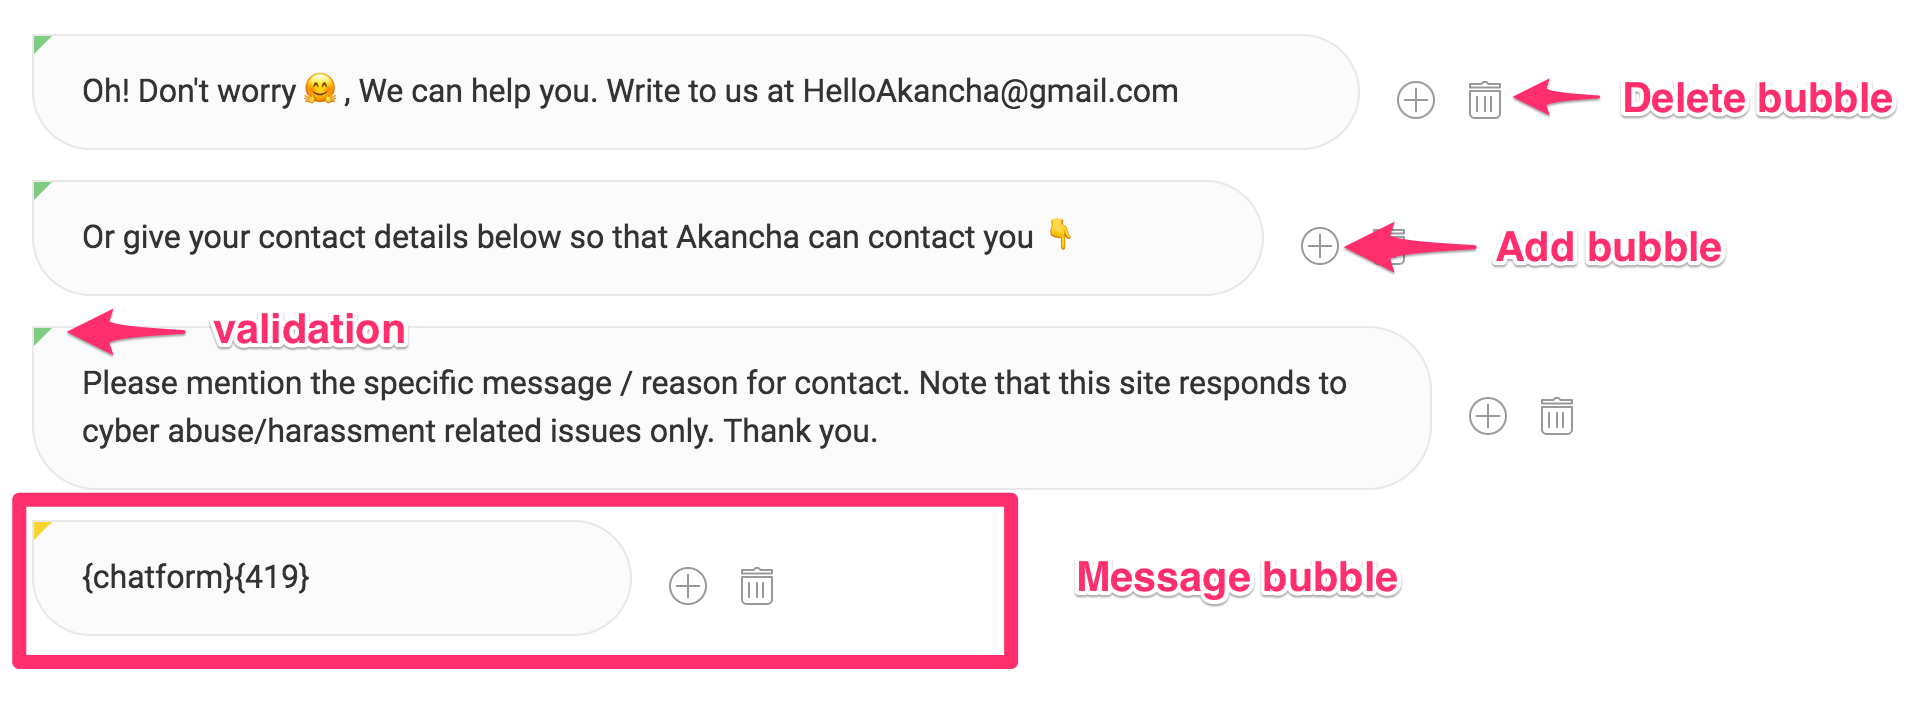 Oh! Don't worry 🤗 , We can help you. Write to us at HelloAkancha@gmail.com
Delete bubble
Or give your contact details below so that Akancha can contact you 👇
Add bubble
validation
Please mention the specific message / reason for contact. Note that this site responds to
cyber abuse/harassment related issues only. Thank you.
{chatform}{419}
Message bubble